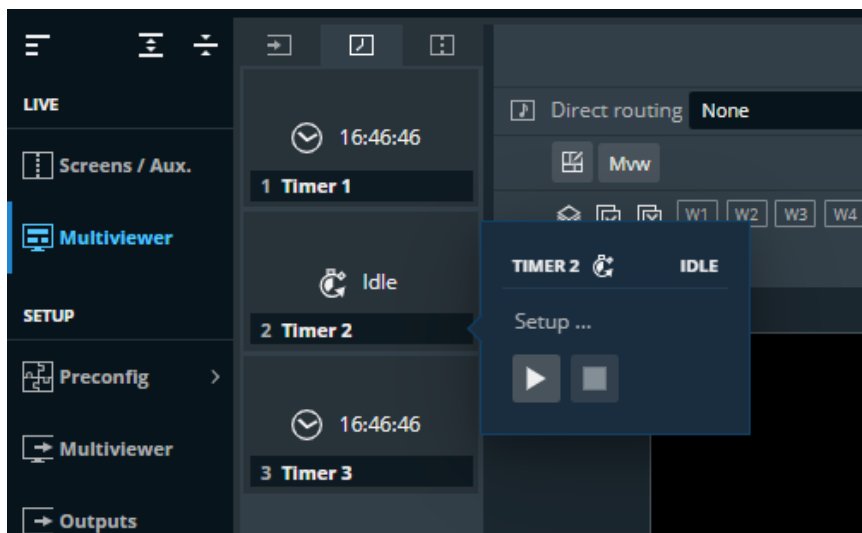 LIVE
Screens / Aux.
Multiviewer
SETUP
Preconfig
Multiviewer
Outputs
16:46:46
1 Timer 1
Idle
2 Timer 2
16:46:46
3 Timer 3
Direct routing None
Mvw
W1 W2 W3 W4
TIMER 2 IDLE
Setup ...